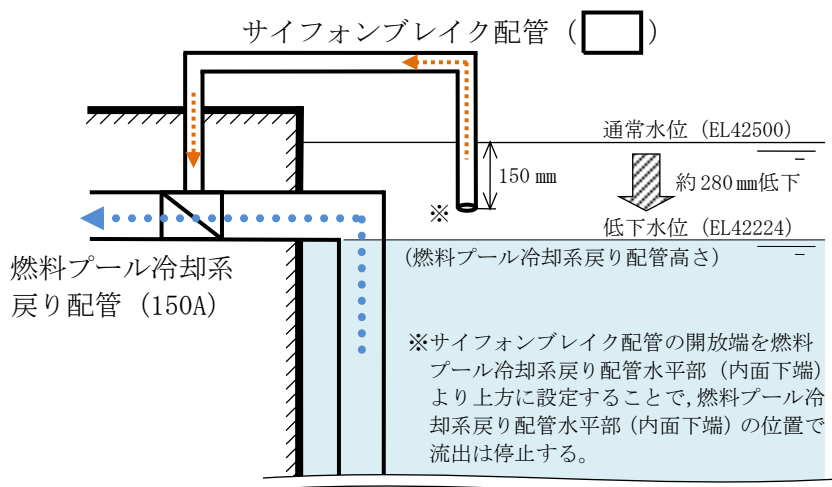 サイフォンブレイク配管（　　）
通常水位（EL42500）
150 mm
約280㎜低下
※
低下水位（EL42224）
(燃料プール冷却系戻り配管高さ)
燃料プール冷却系
戻り配管（150A）
※サイフォンブレイク配管の開放端を燃料
プール冷却系戻り配管水平部（内面下端）
より上方に設定することで,燃料プール冷
却系戻り配管水平部（内面下端）の位置で
流出は停止する。